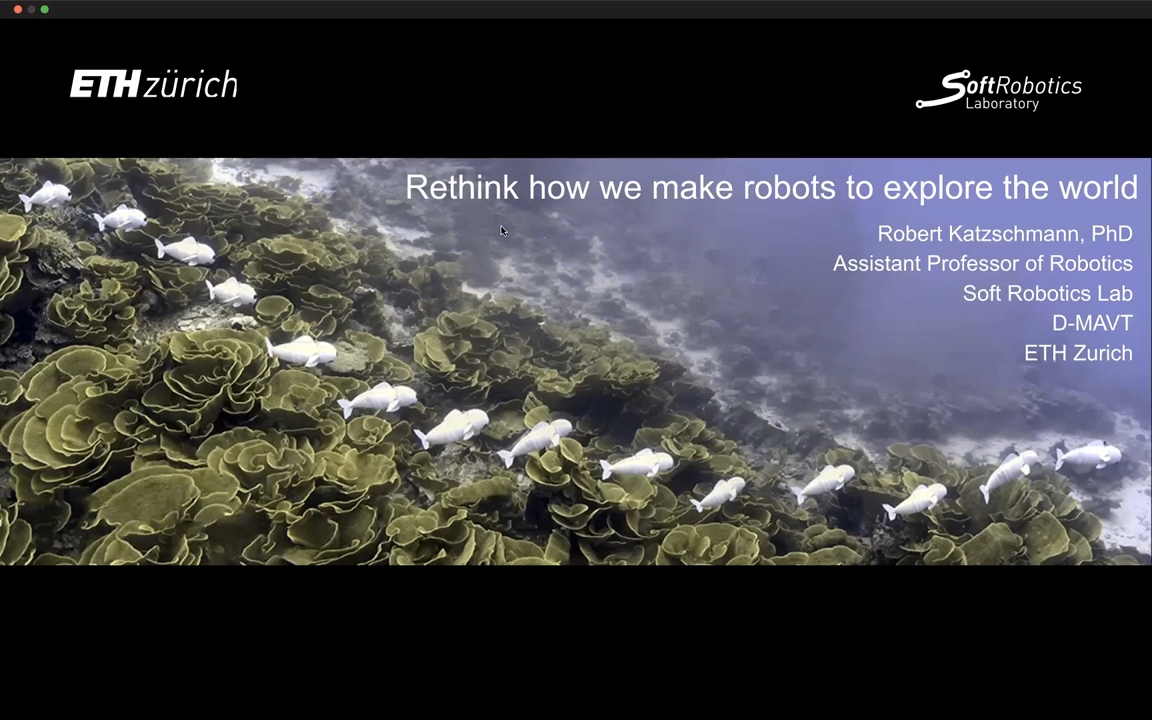 ETH zürich
SoftRobotics
Laboratory
Rethink how we make robots to explore the world
Robert Katzschmann, PhD
Assistant Professor of Robotics
Soft Robotics Lab
D-MAVT
ETH Zurich